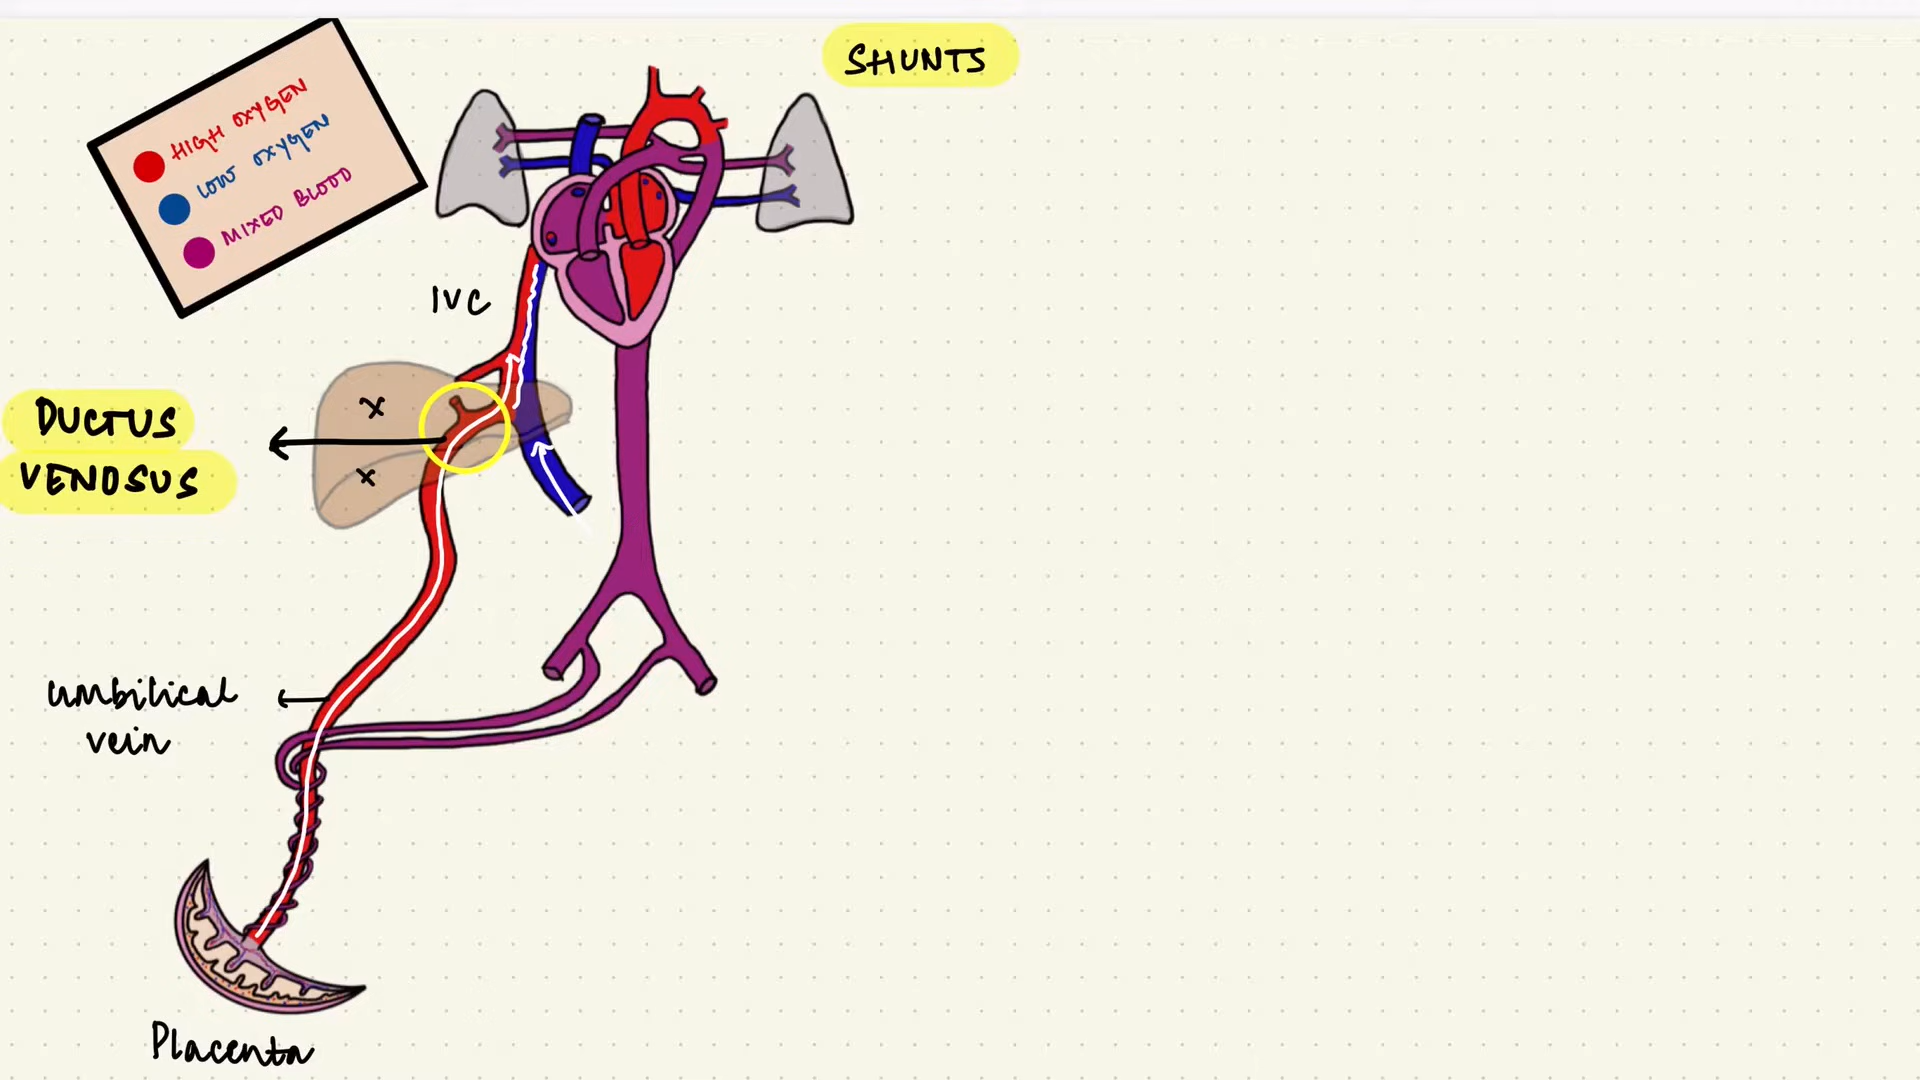 SHUNTS
HIGH OXYGEN
LOW OXYGEN
MIXED BLOOD
IVC
X
DUCTUS
VENOSUS
X
umbilical
vein
Placenta